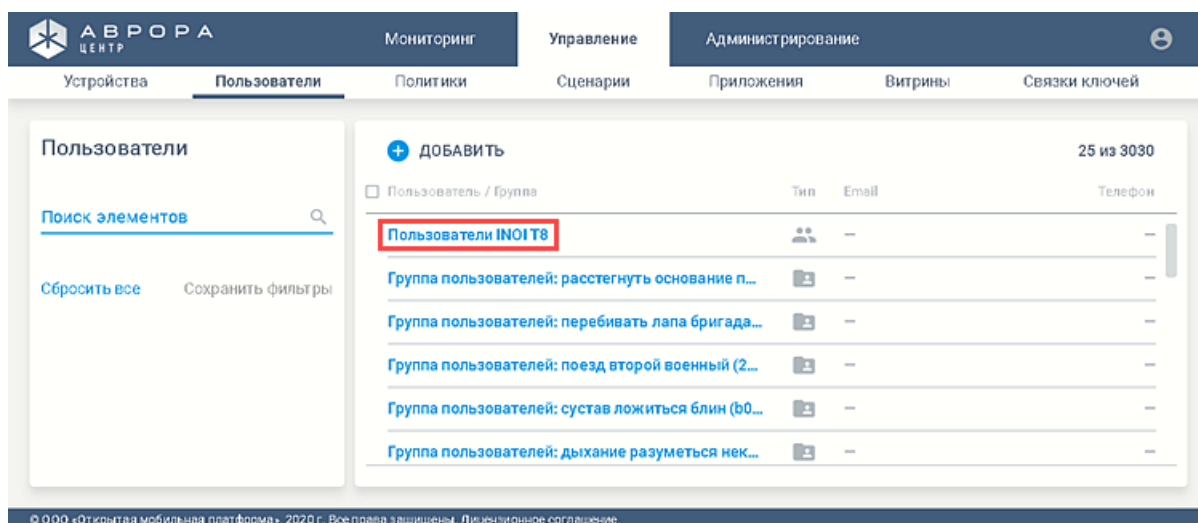 АВРОРА
ЦЕНТР
Мониторинг Управление Администрирование
Устройства Пользователи Политики Сценарии Приложения Витрины Связки ключей
Пользователи
Поиск элементов
Сбросить все Сохранить фильтры
ДОБАВИТЬ 25 из 3030
Пользователь / Группа Тип Email Телефон
Пользователи INOI T8 — —
Группа пользователей: расстегнуть основание п... — —
Группа пользователей: перебивать лапа бригада... — —
Группа пользователей: поезд второй военный (2... — —
Группа пользователей: сустав ложиться блин (b0... — —
Группа пользователей: дыхание разуметься нек... — —
© ООО «Открытая мобильная платформа», 2020 г. Все права защищены. Лицензионное соглашение